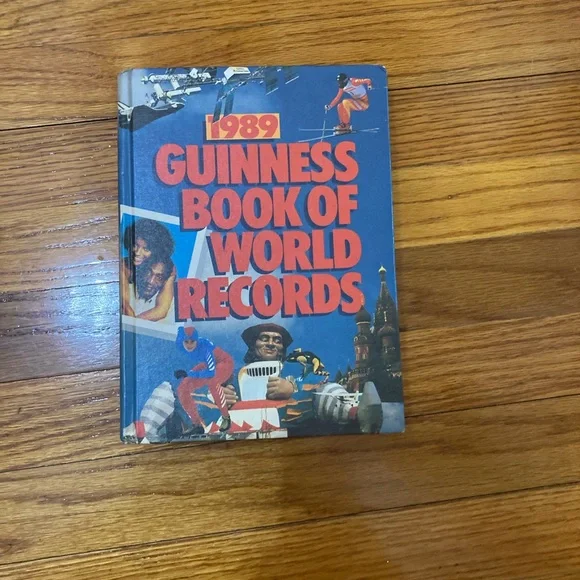 1989
GUINNESS
BOOK OF
WORLD
RECORDS